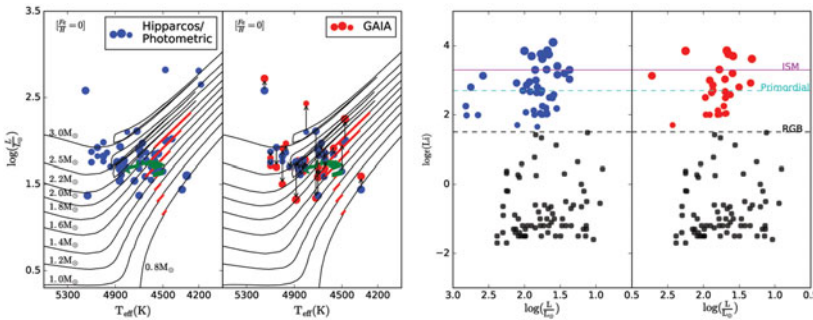 3.5
2.5
1.5
0.5
log(L/L⊙)
[Fe/H]=0]
Hipparcos/
Photometric
3.0M⊙
2.5M⊙
2.2M⊙
2.0M⊙
1.8M⊙
1.6M⊙
1.4M⊙
1.2M⊙
1.0M⊙
0.8M⊙
5300 4900 4500 4200
Teff(K)
[Fe/H]=0]
GAIA
5300 4900 4500 4200
Teff(K)
4
2
0
−2
logϵ(Li)
3.0 2.5 2.0 1.5 1.0
log(L/L⊙)
ISM
Primordial
RGB
2.5 2.0 1.5 1.0 0.5
log(L/L⊙)